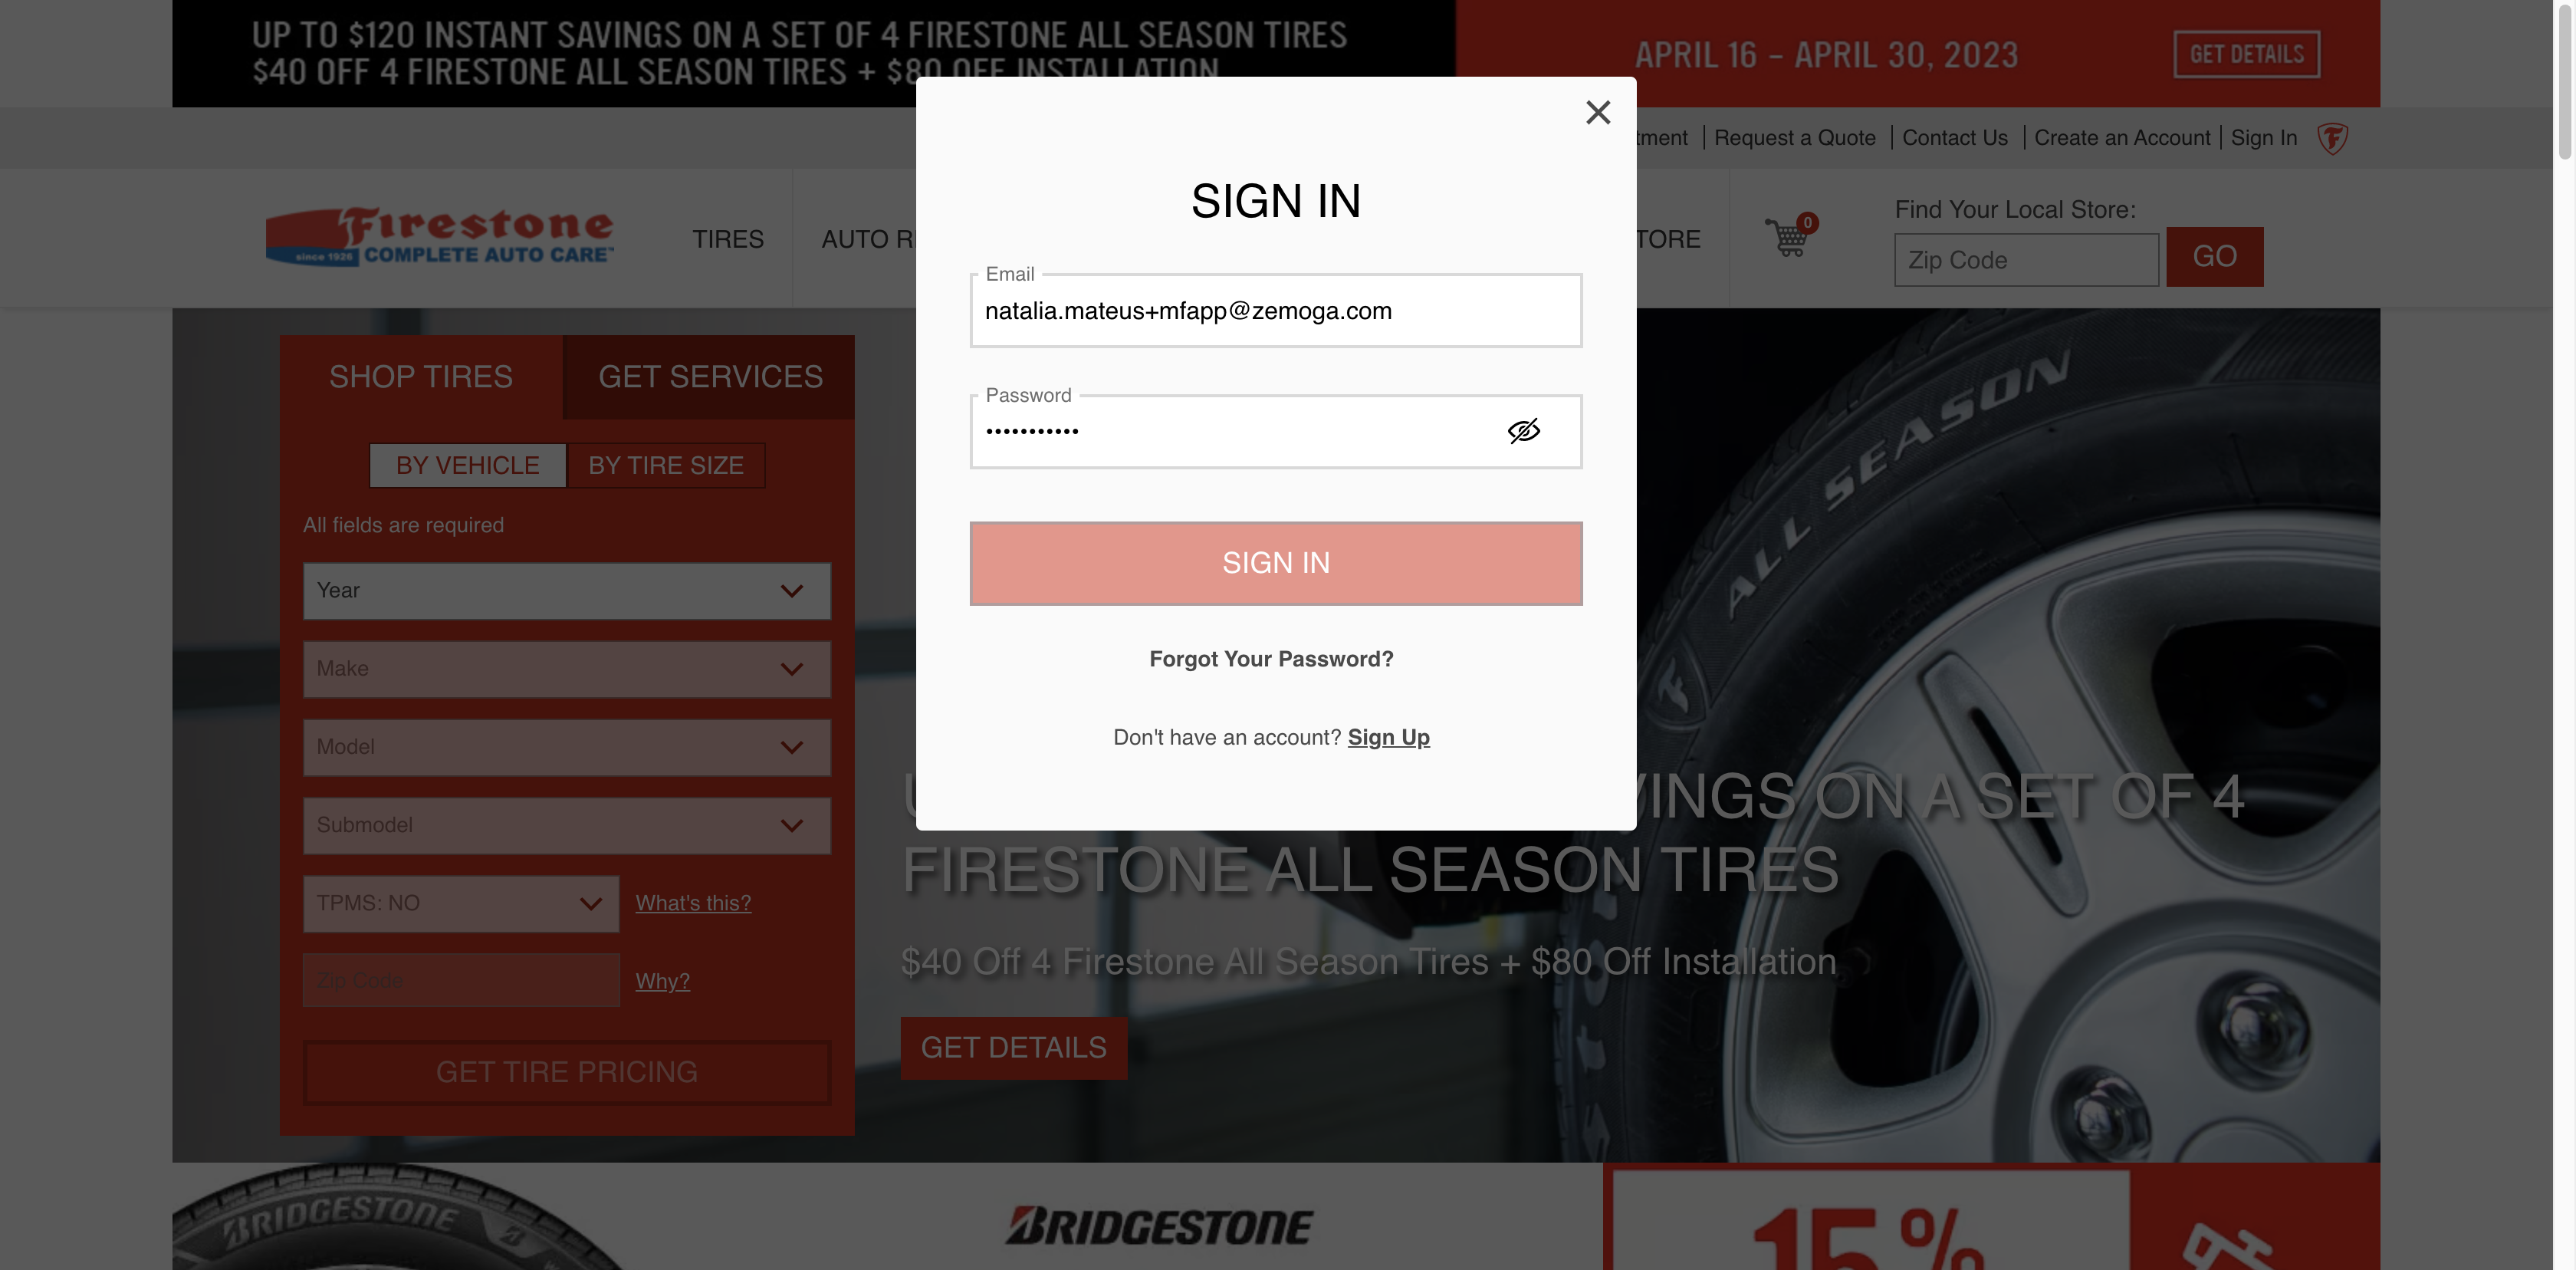 UP TO $120 INSTANT SAVINGS ON A SET OF 4 FIRESTONE ALL SEASON TIRES
$40 OFF 4 FIRESTONE ALL SEASON TIRES + $80 OFF INSTALLATION
APRIL 16 – APRIL 30, 2023
GET DETAILS
Request a Quote
Contact Us
Create an Account
Sign In
Firestone
since 1926 COMPLETE AUTO CARE™
TIRES
AUTO
0
Find Your Local Store:
Zip Code
GO
SIGN IN
Email
natalia.mateus+mfapp@zemoga.com
Password
•••••••••••
SIGN IN
Forgot Your Password?
Don't have an account? Sign Up
SHOP TIRES
GET SERVICES
BY VEHICLE
BY TIRE SIZE
All fields are required
Year
Make
Model
Submodel
TPMS: NO
What's this?
Zip Code
Why?
GET TIRE PRICING
ALL SEASON
ON A SET OF 4
FIRESTONE ALL SEASON TIRES
$40 Off 4 Firestone All Season Tires + $80 Off Installation
GET DETAILS
BRIDGESTONE
BRIDGESTONE
15%